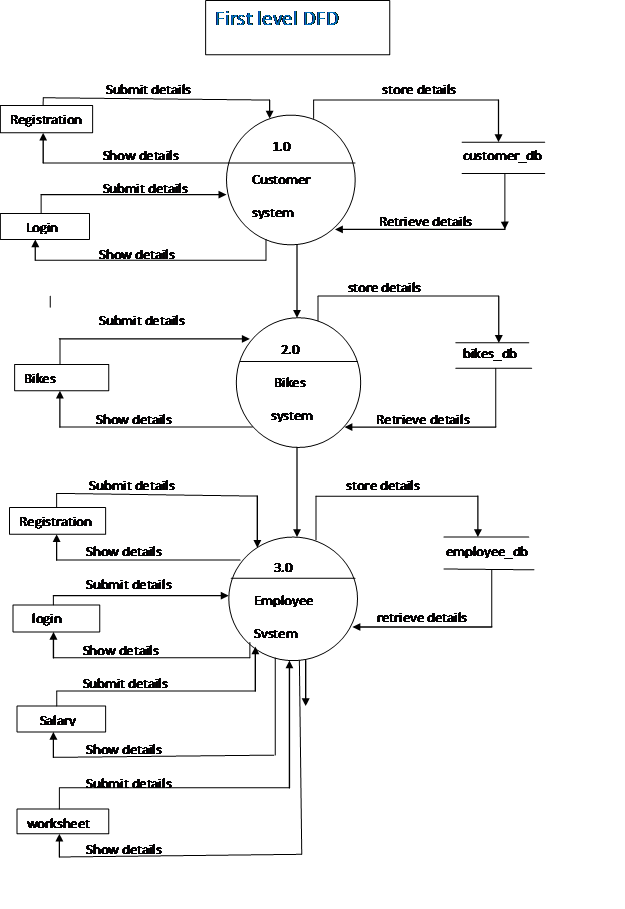 First level DFD
Submit details
store details
Registration
1.0
customer_db
Show details
Customer
Submit details
system
Login
Retrieve details
Show details
store details
Submit details
2.0
bikes_db
Bikes
Bikes
system
Show details
Retrieve details
Submit details
store details
Registration
Show details
employee_db
3.0
Submit details
Employee
login
retrieve details
System
Show details
Submit details
Salary
Show details
Submit details
worksheet
Show details